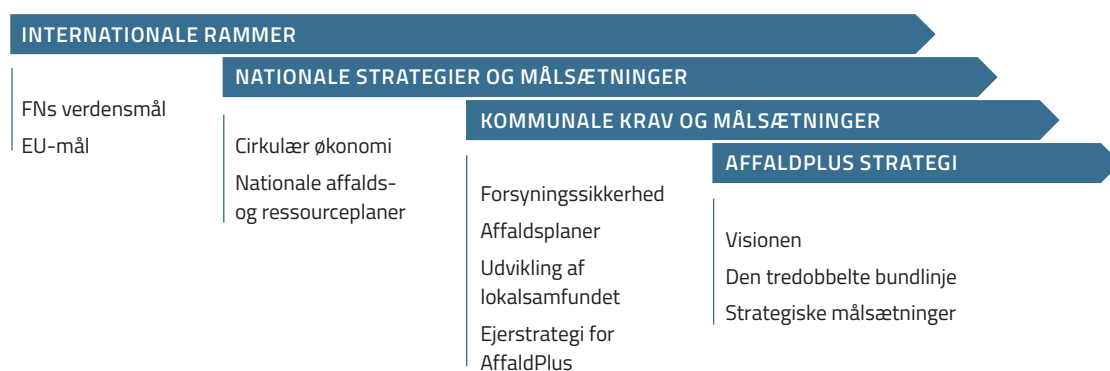 INTERNATIONALE RAMMER
FNs verdensmål
EU-mål
NATIONALE STRATEGIER OG MÅLSÆTNINGER
Cirkulær økonomi
Nationale affalds-
og ressourceplaner
KOMMUNALE KRAV OG MÅLSÆTNINGER
Forsyningssikkerhed
Affaldsplaner
Udvikling af
lokalsamfundet
Ejerstrategi for
AffaldPlus
AFFALDPLUS STRATEGI
Visionen
Den tredobbelte bundlinje
Strategiske målsætninger